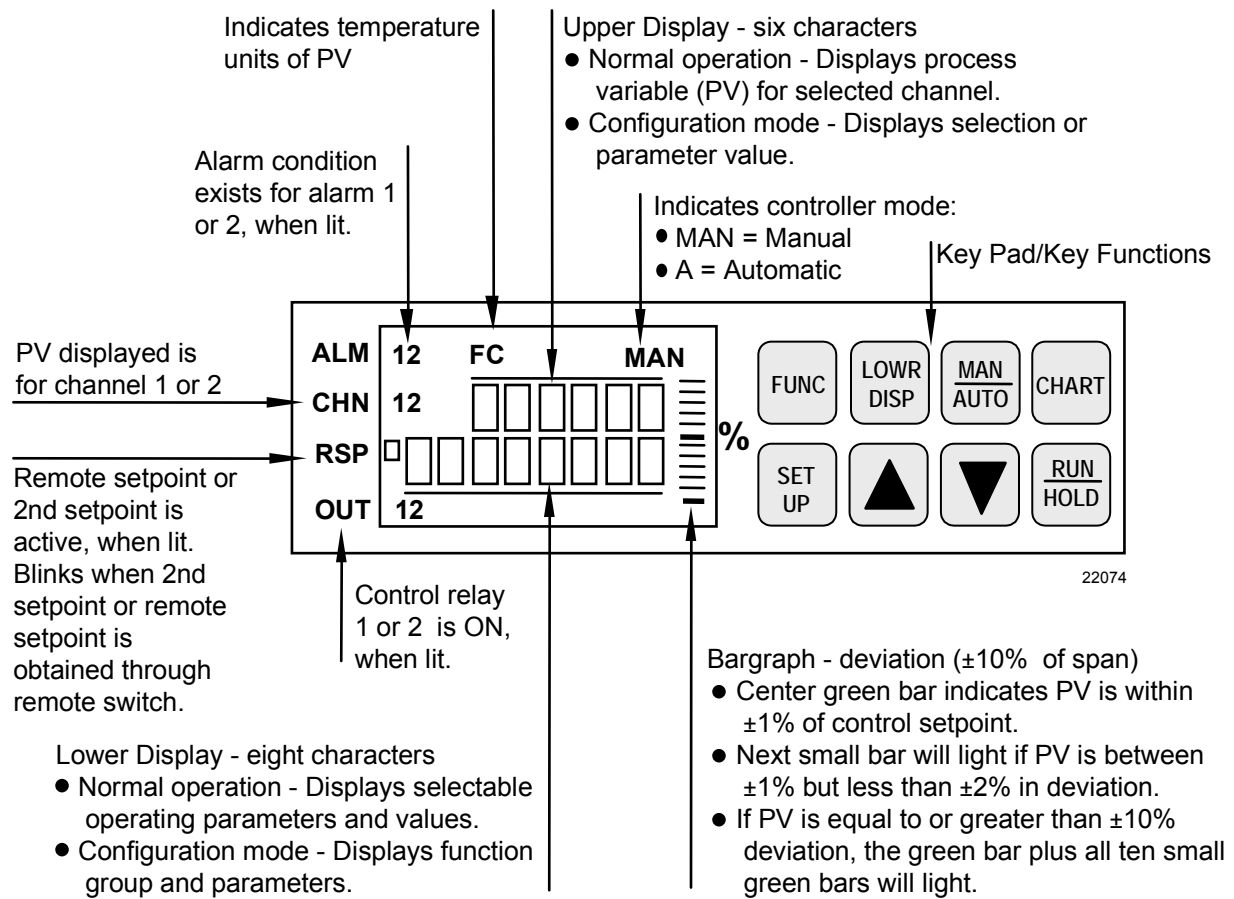 Indicates temperature
units of PV
Upper Display - six characters
● Normal operation - Displays process
variable (PV) for selected channel.
● Configuration mode - Displays selection or
parameter value.
Alarm condition
exists for alarm 1
or 2, when lit.
Indicates controller mode:
● MAN = Manual
● A = Automatic
Key Pad/Key Functions
PV displayed is
for channel 1 or 2
ALM 12 FC MAN
CHN 12
RSP
OUT 12
%
FUNC
LOWR
DISP
MAN
AUTO
CHART
SET
UP
RUN
HOLD
22074
Remote setpoint or
2nd setpoint is
active, when lit.
Blinks when 2nd
setpoint or remote
setpoint is
obtained through
remote switch.
Control relay
1 or 2 is ON,
when lit.
Bargraph - deviation (±10% of span)
● Center green bar indicates PV is within
±1% of control setpoint.
● Next small bar will light if PV is between
±1% but less than ±2% in deviation.
● If PV is equal to or greater than ±10%
deviation, the green bar plus all ten small
green bars will light.
Lower Display - eight characters
● Normal operation - Displays selectable
operating parameters and values.
● Configuration mode - Displays function
group and parameters.